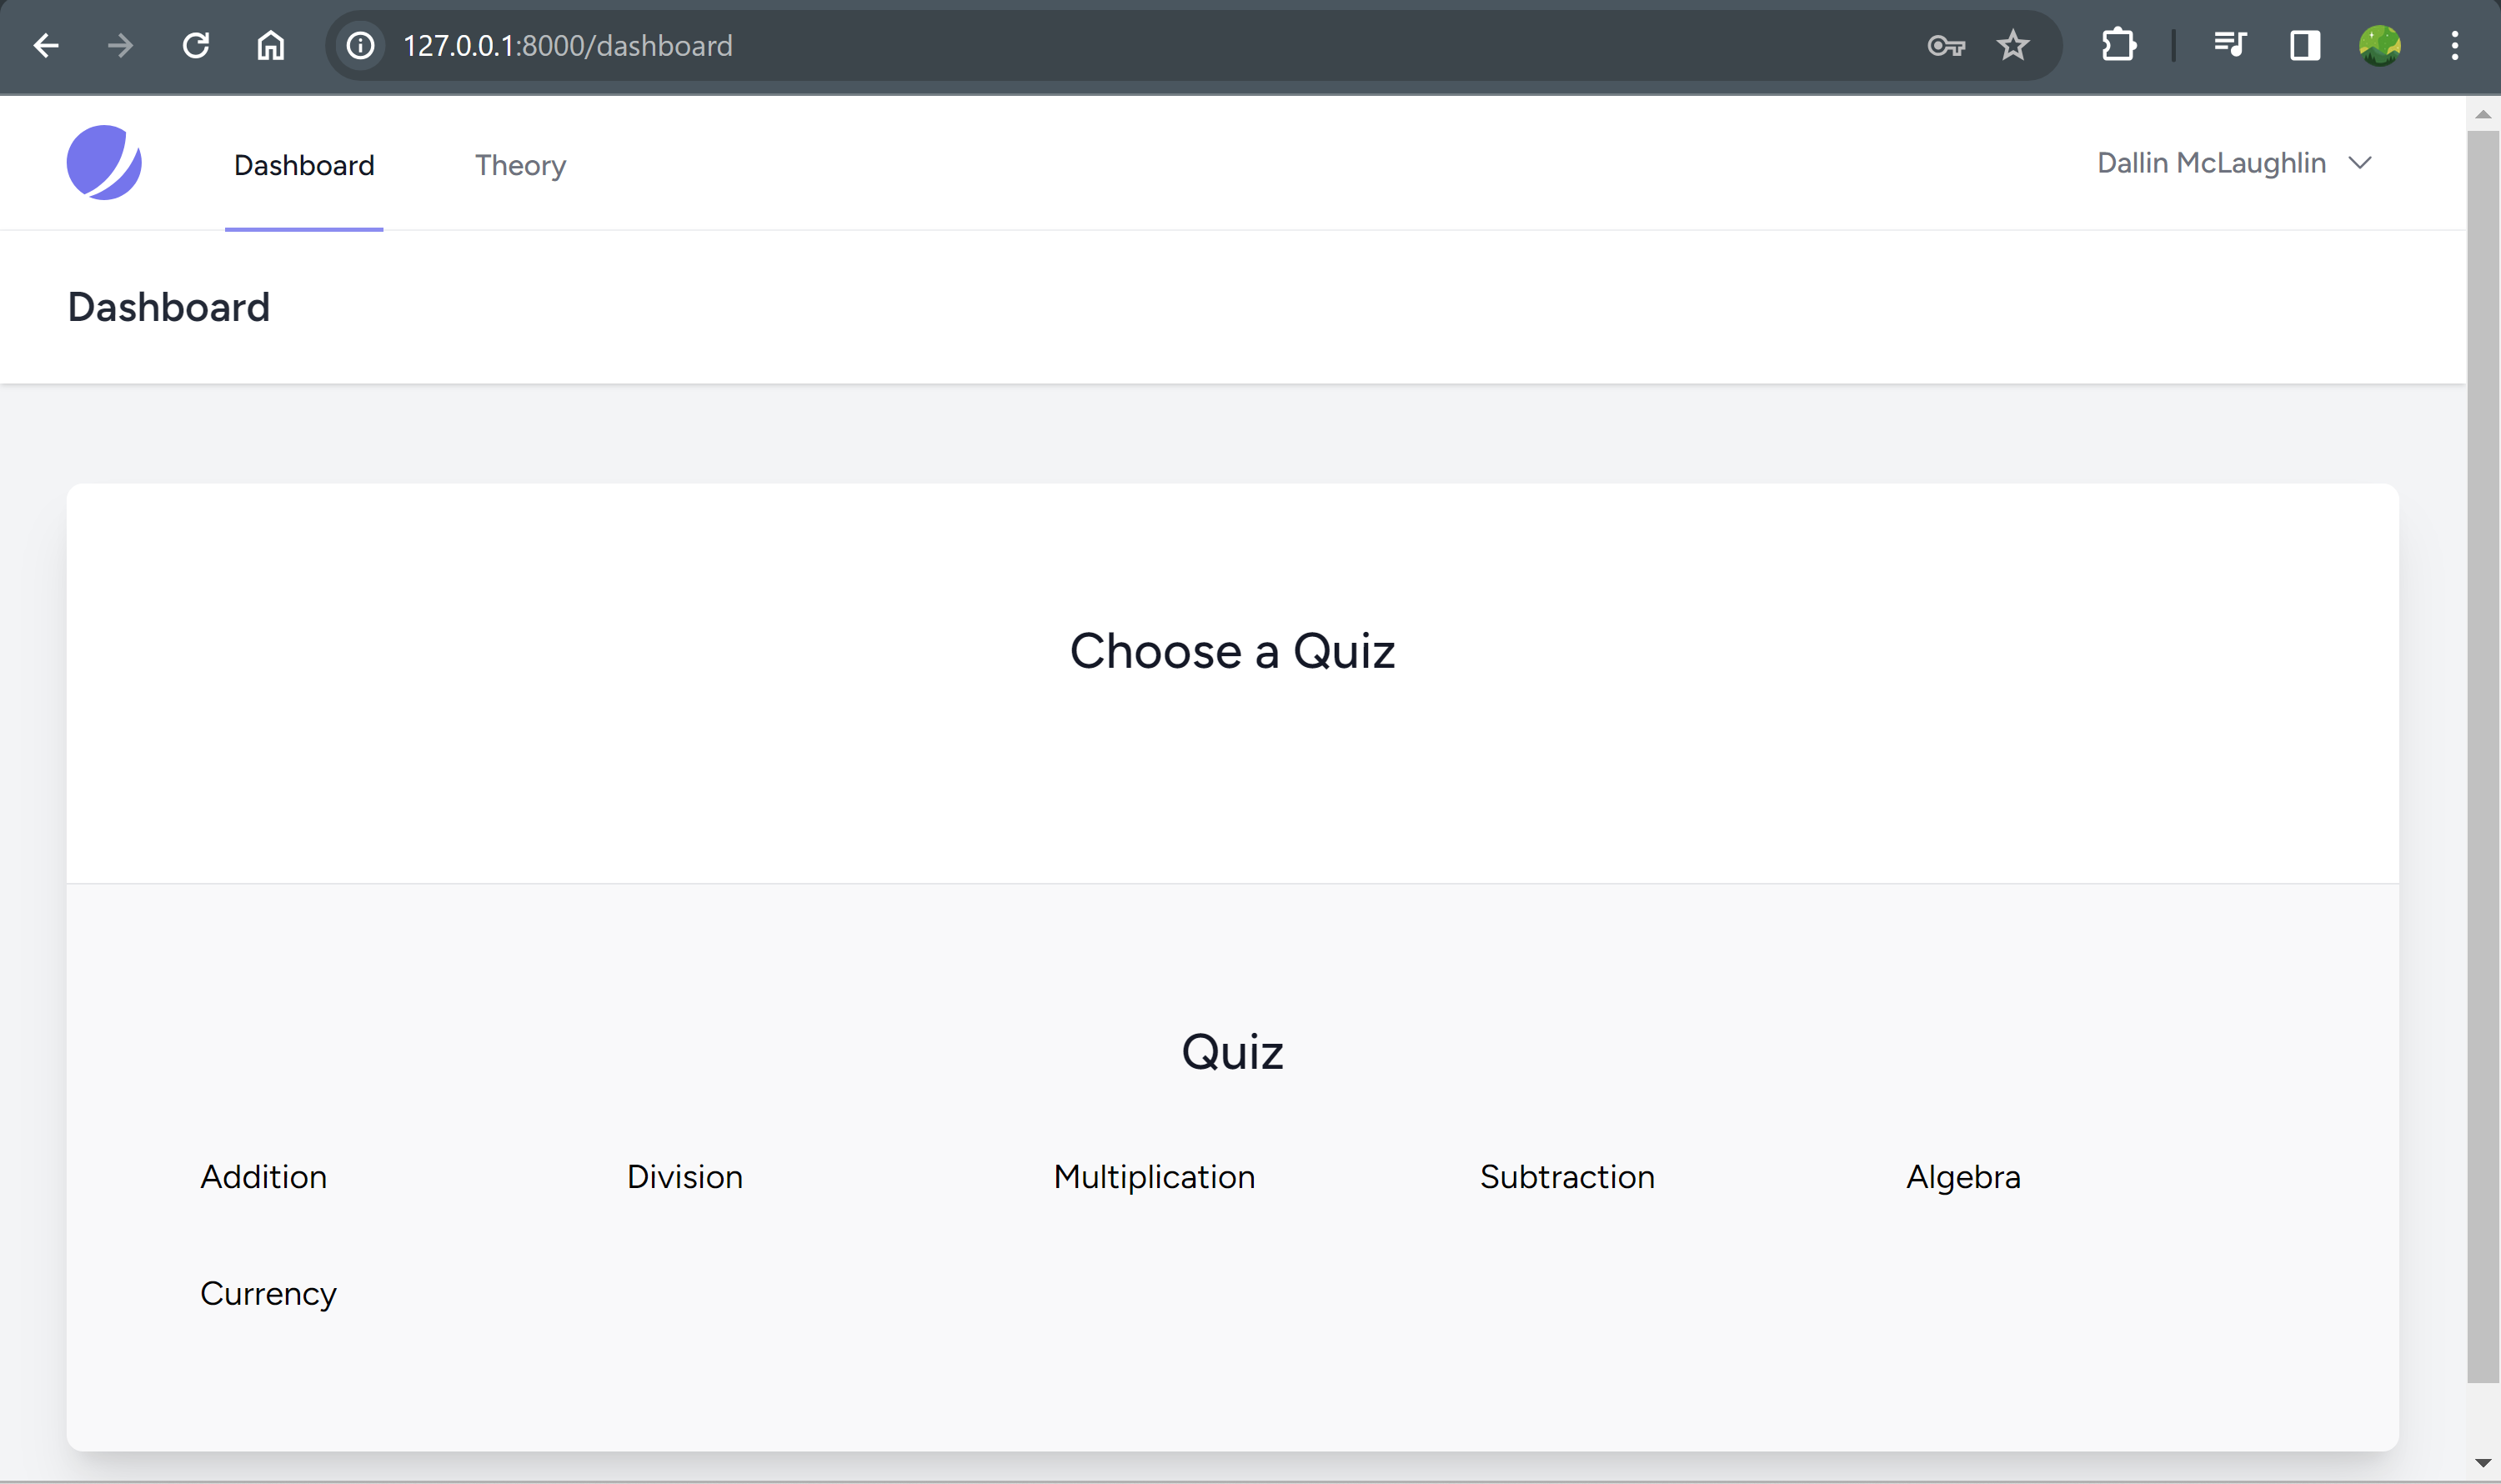 127.0.0.1:8000/dashboard
Dashboard Theory Dallin McLaughlin
Dashboard
Choose a Quiz
Quiz
Addition Division Multiplication Subtraction Algebra
Currency